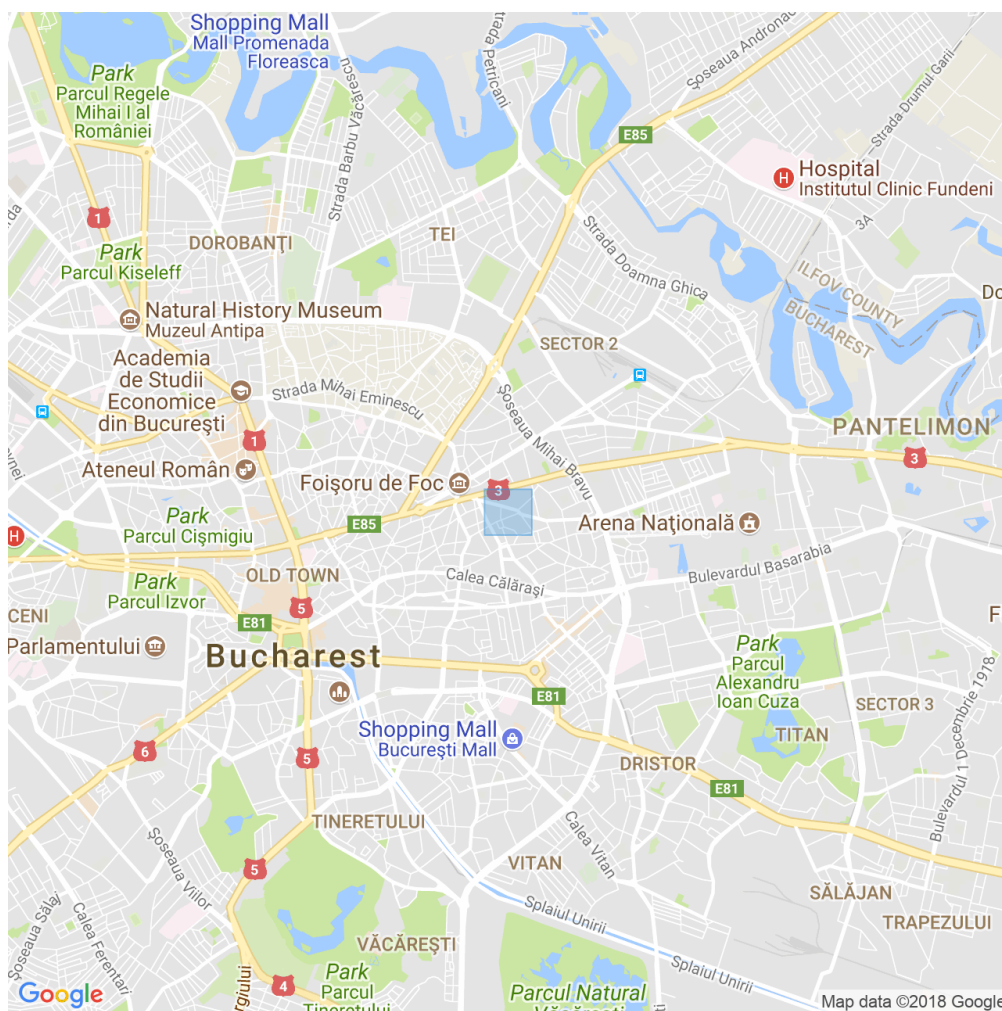 Shopping Mall
Mall Promenada
Floreasca
Strada Petricani
Șoseaua Andronache
Strada-Drumul-Garii
Park
Parcul Regele
Mihai I al
României
Strada Barbu Văcărescu
E85
Hospital
Institutul Clinic Fundeni
1
3A
DOROBANȚI
TEI
Strada Doamna Ghica
Park
Parcul Kiseleff
ILFOV COUNTY
BUCHAREST
Natural History Museum
Muzeul Antipa
SECTOR 2
Academia
de Studii
Economice
din București
Strada Mihai Eminescu
Șoseaua Mihai Bravu
PANTELIMON
1
3
Ateneul Român
Foișoru de Foc
3
Park
Parcul Cișmigiu
E85
Arena Națională
OLD TOWN
Calea Călărași
Bulevardul Basarabia
Park
Parcul Izvor
5
E81
Parlamentului
Bucharest
Park
Parcul
Alexandru
Ioan Cuza
E81
SECTOR 3
Shopping Mall
București Mall
TITAN
6
5
DRISTOR
E81
Bulevardul 1 Decembrie 1918
TINERETULUI
Calea Vitan
Șoseaua Viilor
5
VITAN
SĂLĂJAN
TRAPEZULUI
Splaiul Unirii
Șoseaua Sălaj
Calea Ferentari
VĂCĂREȘTI
Splaiul Unirii
Park
Parcul
4
Parcul Natural
Google
Map data ©2018 Google